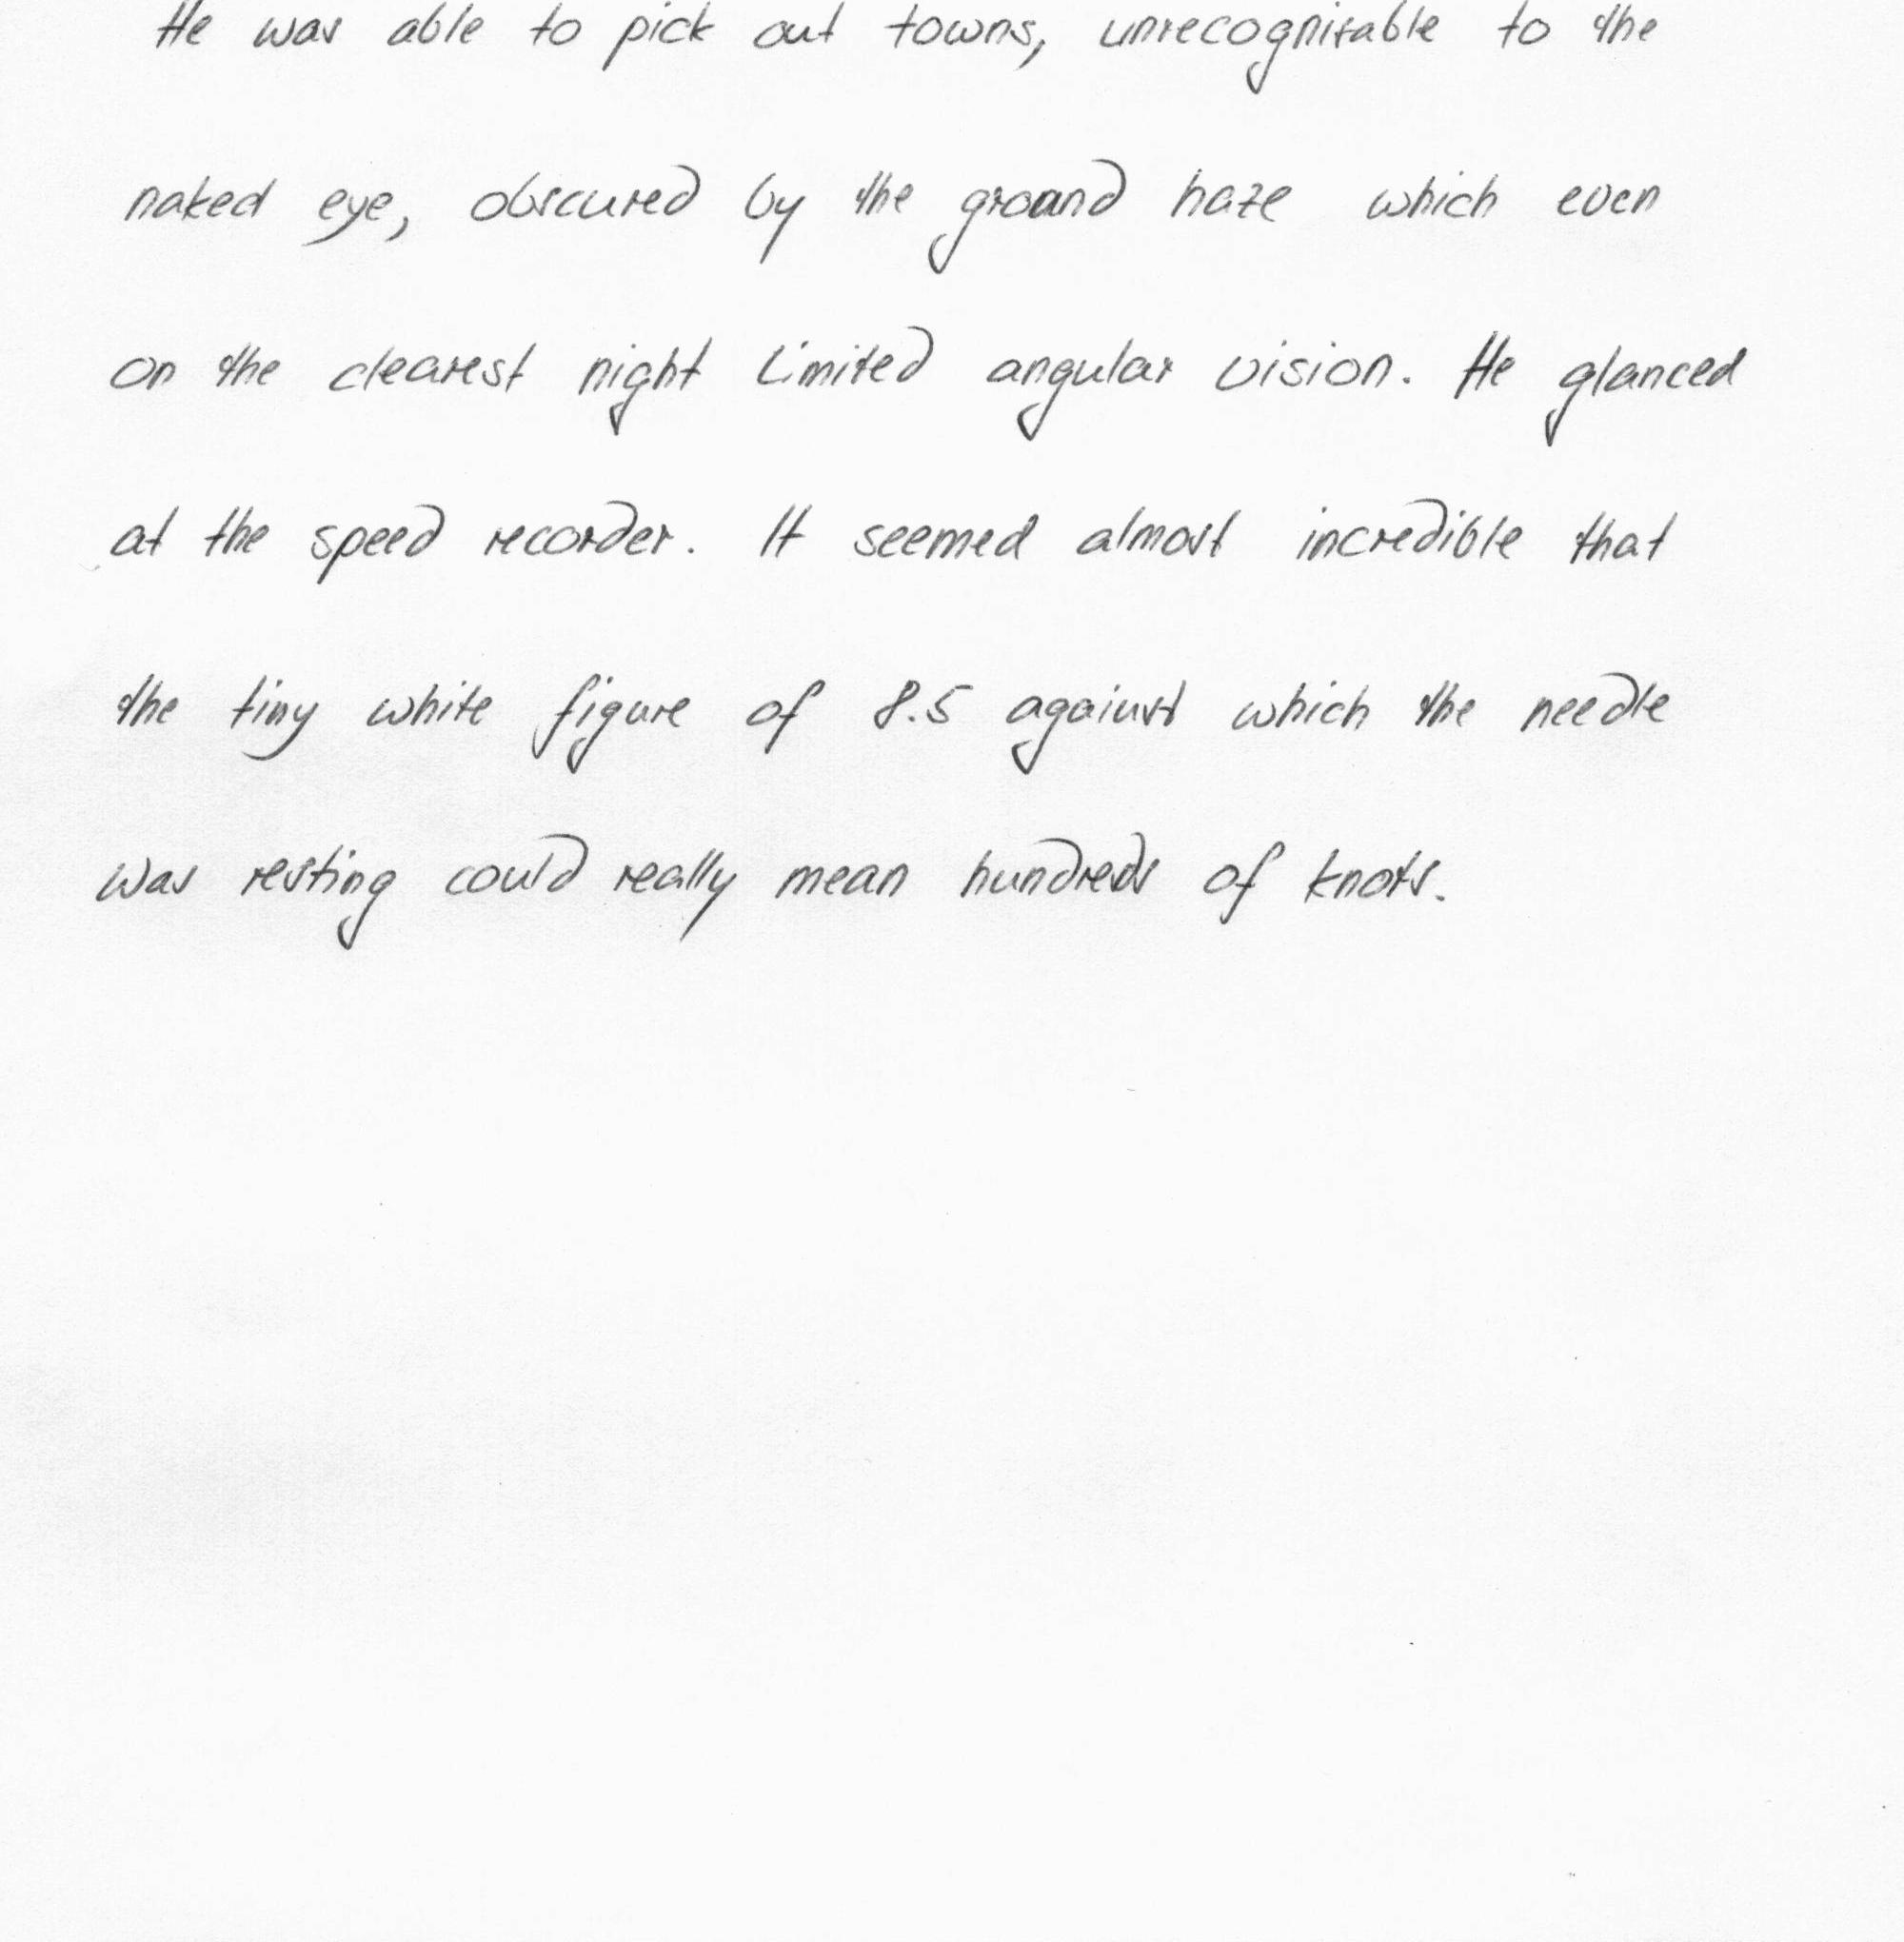 He was able to pick out towns, unrecognisable to the
naked eye, obscured by the ground haze which even
on the clearest night limited angular vision. He glanced
at the speed recorder. It seemed almost incredible that
the tiny white figure of 8.5 against which the needle
was resting could really mean hundreds of knots.